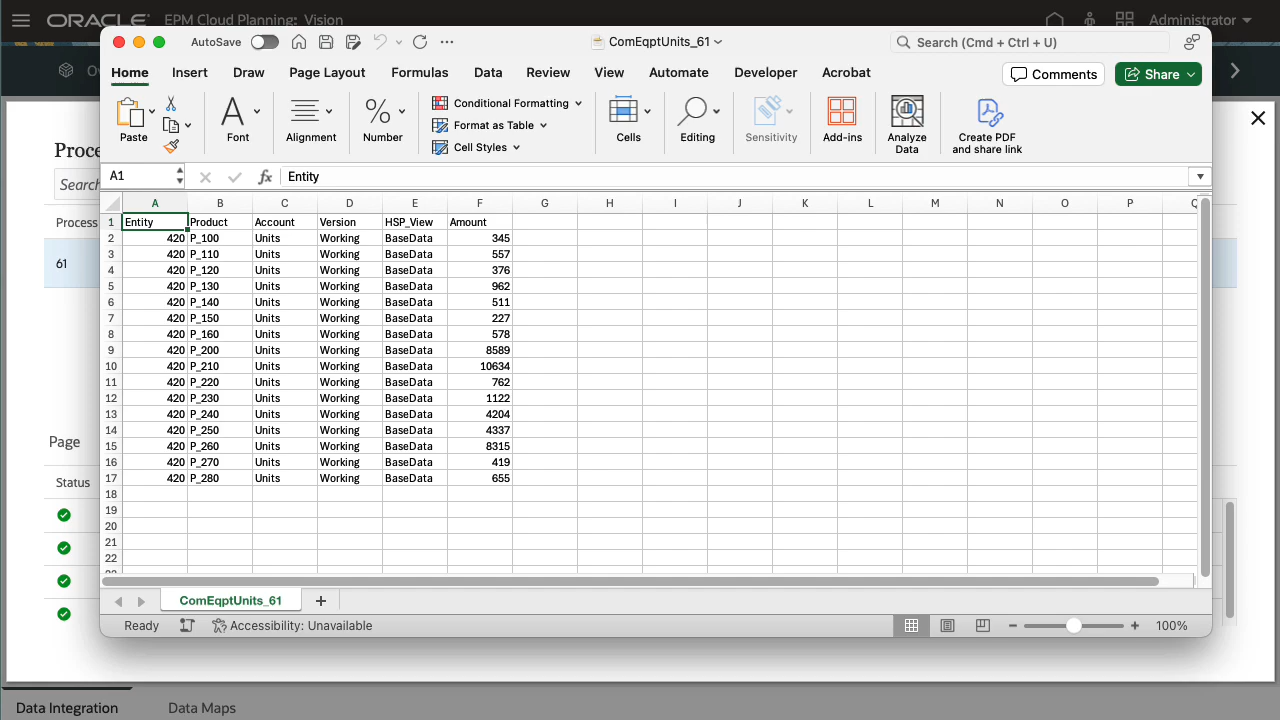 ORACLE EPM Cloud Planning: Vision Administrator
AutoSave ComEqptUnits_61 Search (Cmd + Ctrl + U)
Home Insert Draw Page Layout Formulas Data Review View Automate Developer Acrobat Comments Share
Paste Font Alignment Number Conditional Formatting Format as Table Cell Styles Cells Editing Sensitivity Add-ins Analyze Data Create PDF and share link
A1 fx Entity
A B C D E F G H I J K L M N O P Q
1 Entity Product Account Version HSP_View Amount
2 420 P_100 Units Working BaseData 345
3 420 P_110 Units Working BaseData 557
4 420 P_120 Units Working BaseData 376
5 420 P_130 Units Working BaseData 962
6 420 P_140 Units Working BaseData 511
7 420 P_150 Units Working BaseData 227
8 420 P_160 Units Working BaseData 578
9 420 P_200 Units Working BaseData 8589
10 420 P_210 Units Working BaseData 10634
11 420 P_220 Units Working BaseData 762
12 420 P_230 Units Working BaseData 1122
13 420 P_240 Units Working BaseData 4204
14 420 P_250 Units Working BaseData 4337
15 420 P_260 Units Working BaseData 8315
16 420 P_270 Units Working BaseData 419
17 420 P_280 Units Working BaseData 655
18
19
20
21
22
ComEqptUnits_61 +
Ready Accessibility: Unavailable 100%
Search
Process
61
Page
Status
Data Integration Data Maps